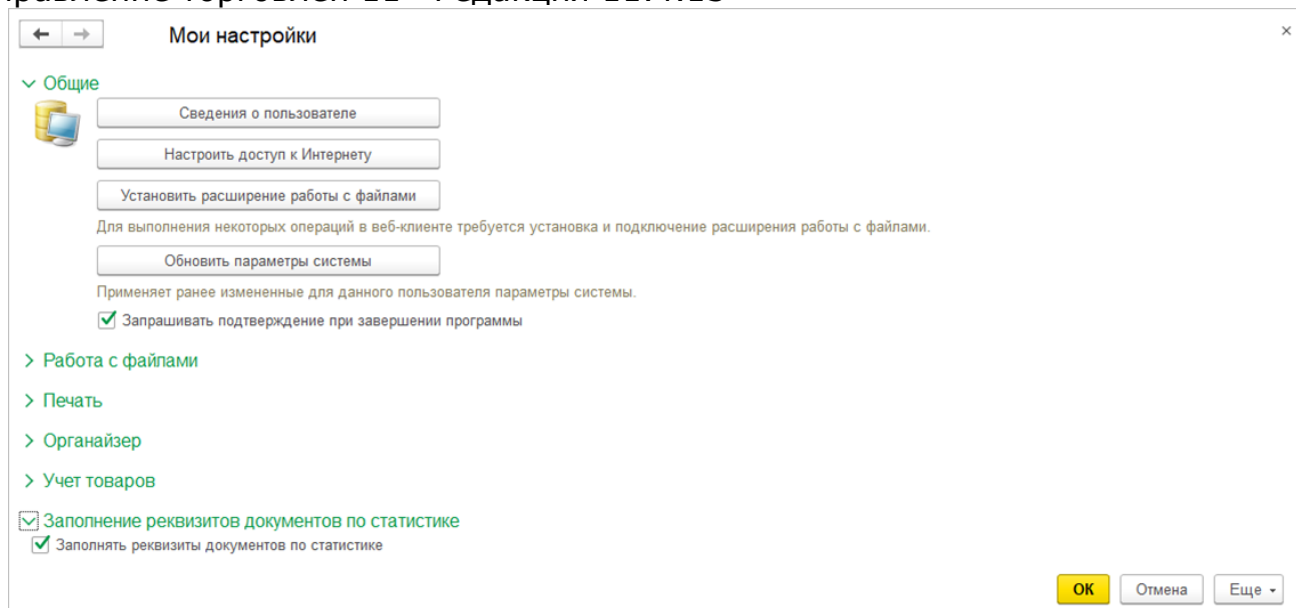 Мои настройки
Общие
Сведения о пользователе
Настроить доступ к Интернету
Установить расширение работы с файлами
Для выполнения некоторых операций в веб-клиенте требуется установка и подключение расширения работы с файлами.
Обновить параметры системы
Применяет ранее измененные для данного пользователя параметры системы.
Запрашивать подтверждение при завершении программы
Работа с файлами
Печать
Органайзер
Учет товаров
Заполнение реквизитов документов по статистике
Заполнять реквизиты документов по статистике
ОК Отмена Еще